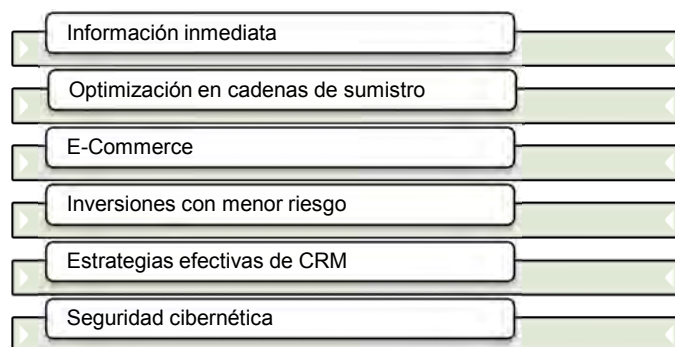 Información inmediata
Optimización en cadenas de sumistro
E-Commerce
Inversiones con menor riesgo
Estrategias efectivas de CRM
Seguridad cibernética